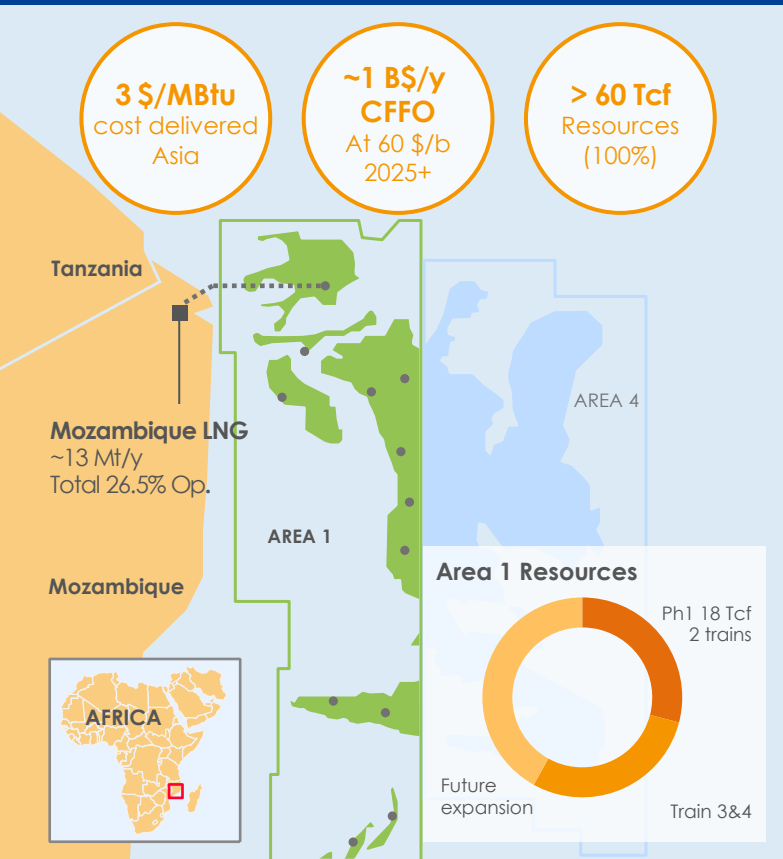 3 $/MBtu
cost delivered
Asia
~1 B$/y
CFFO
At 60 $/b
2025+
> 60 Tcf
Resources
(100%)
Tanzania
Mozambique LNG
~13 Mt/y
Total 26.5% Op.
AREA 4
AREA 1
Mozambique
AFRICA
Area 1 Resources
Ph1 18 Tcf
2 trains
Future
expansion
Train 3&4